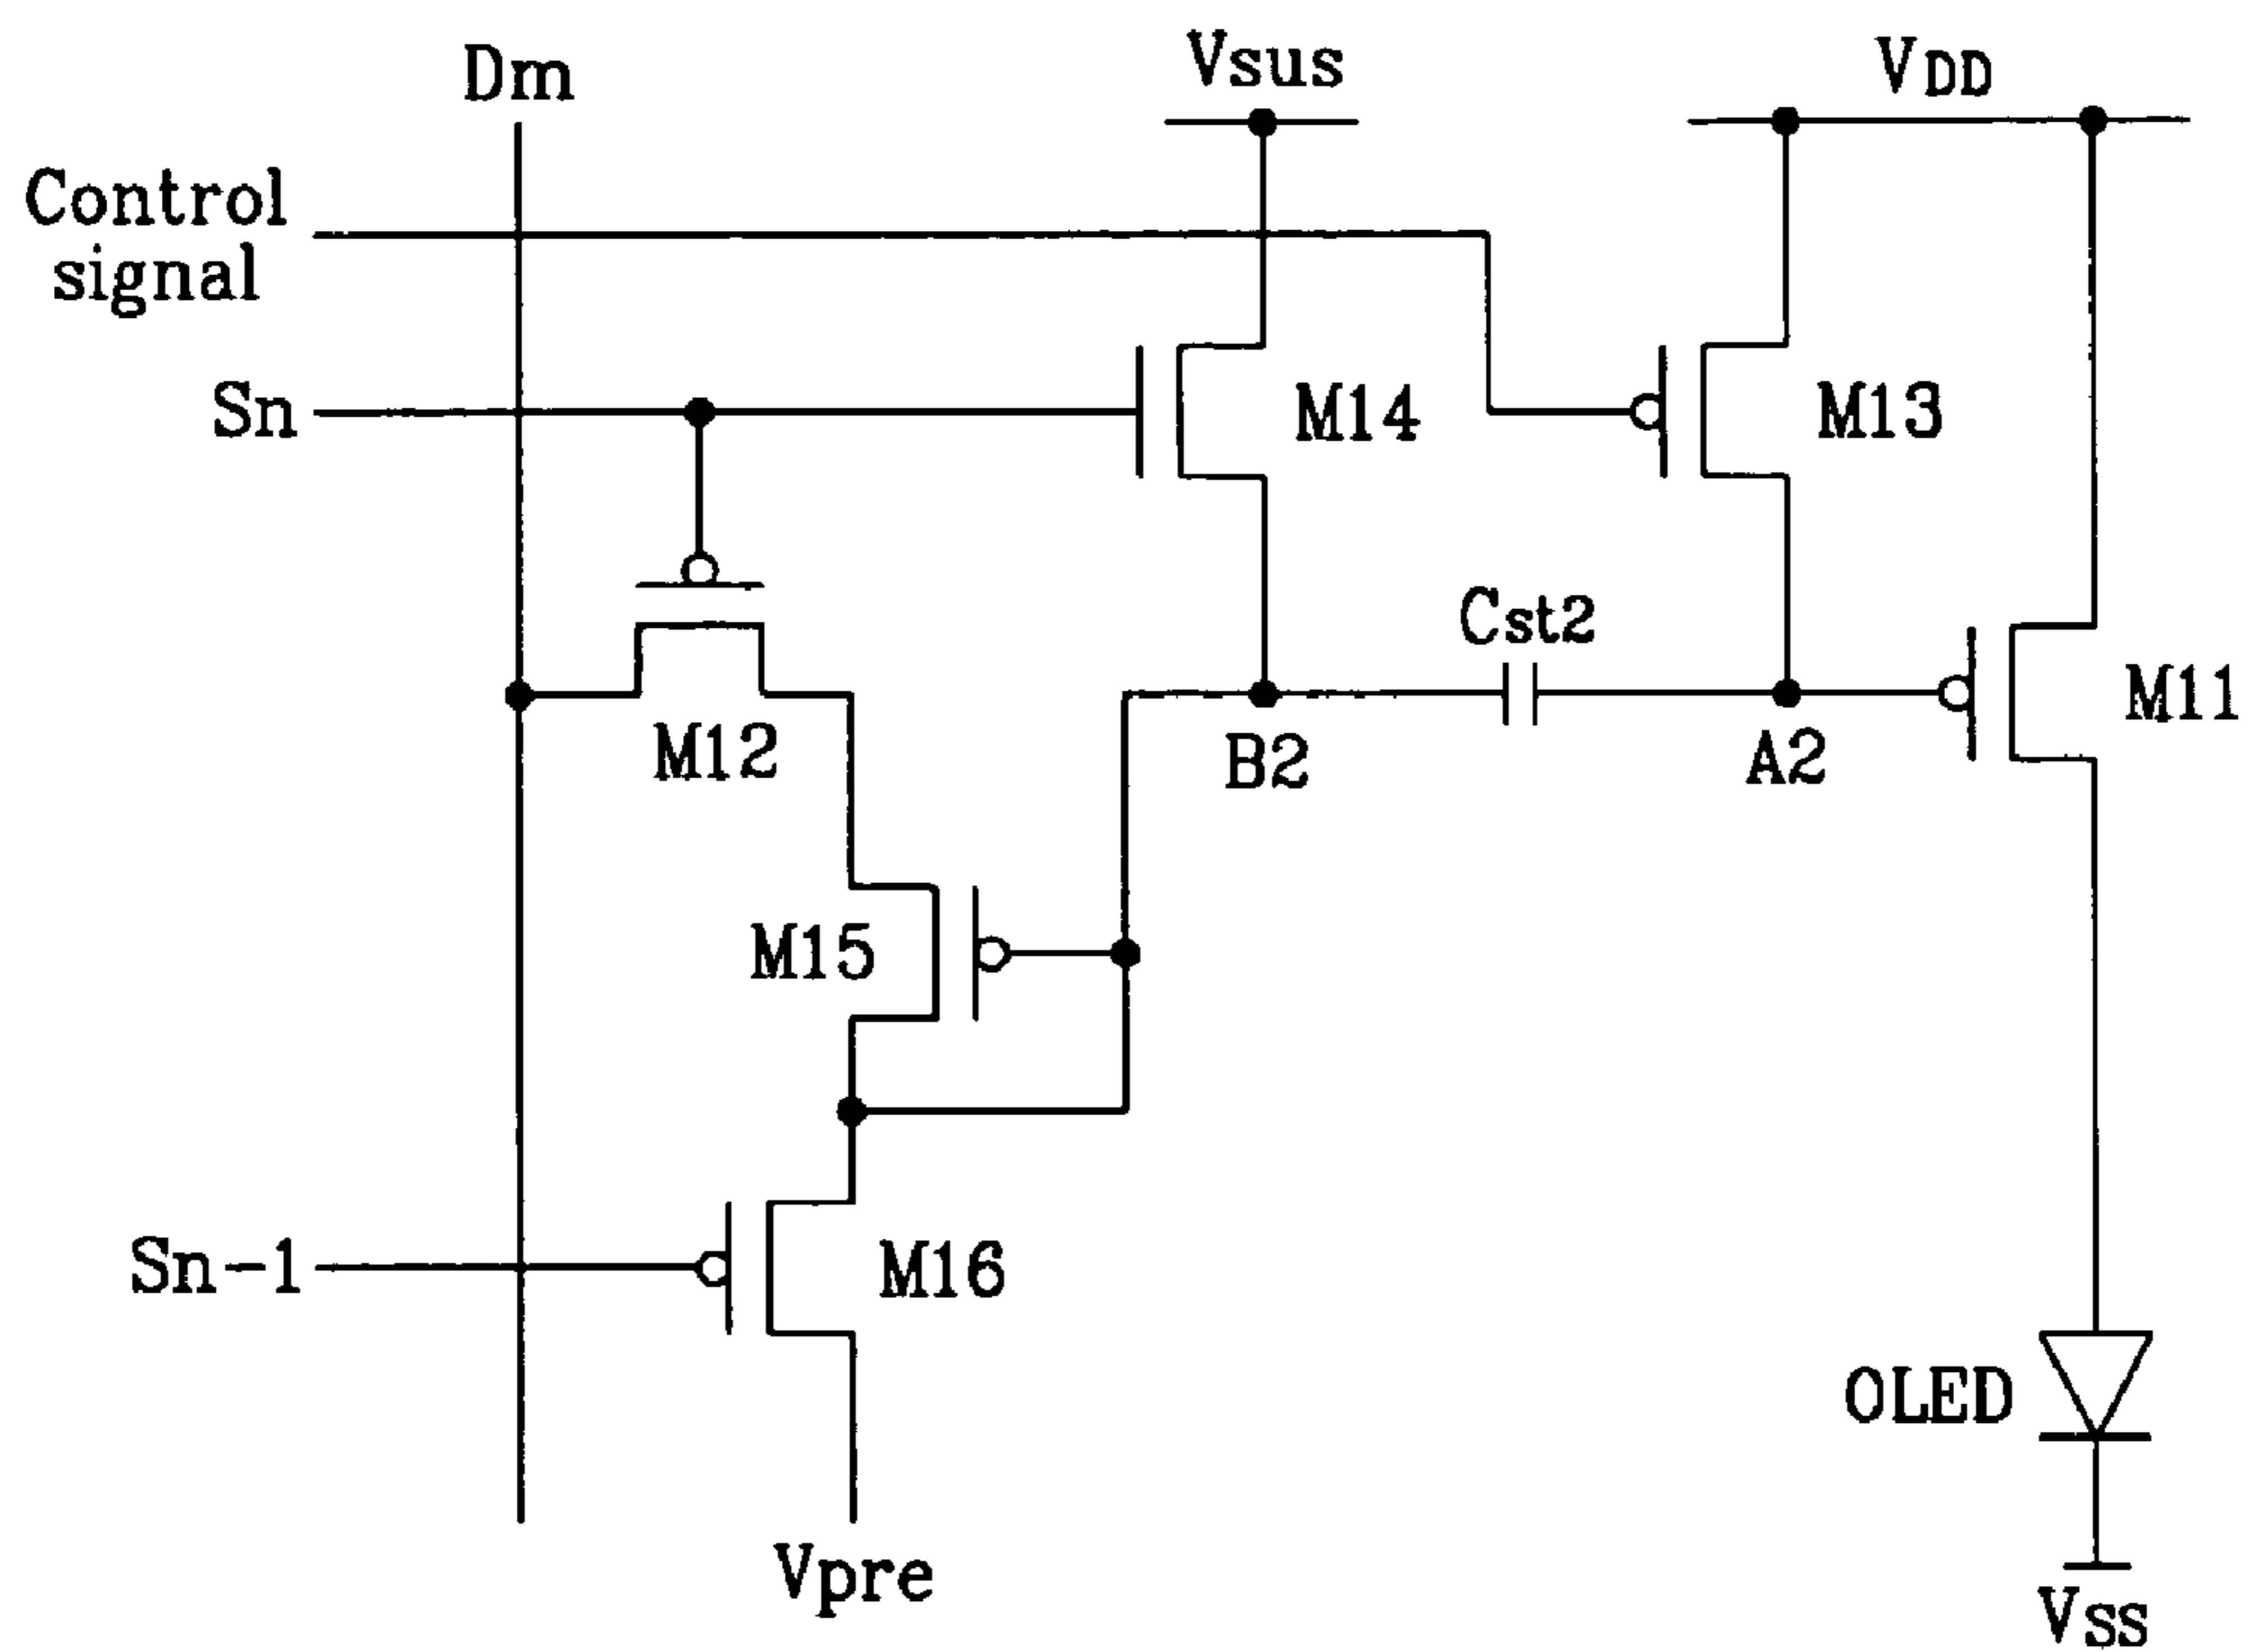 Dm
Vsus
VDD
Control
signal
Sn
M14
M13
Cst2
M12
B2
A2
M11
M15
Sn-1
M16
OLED
Vpre
VSS